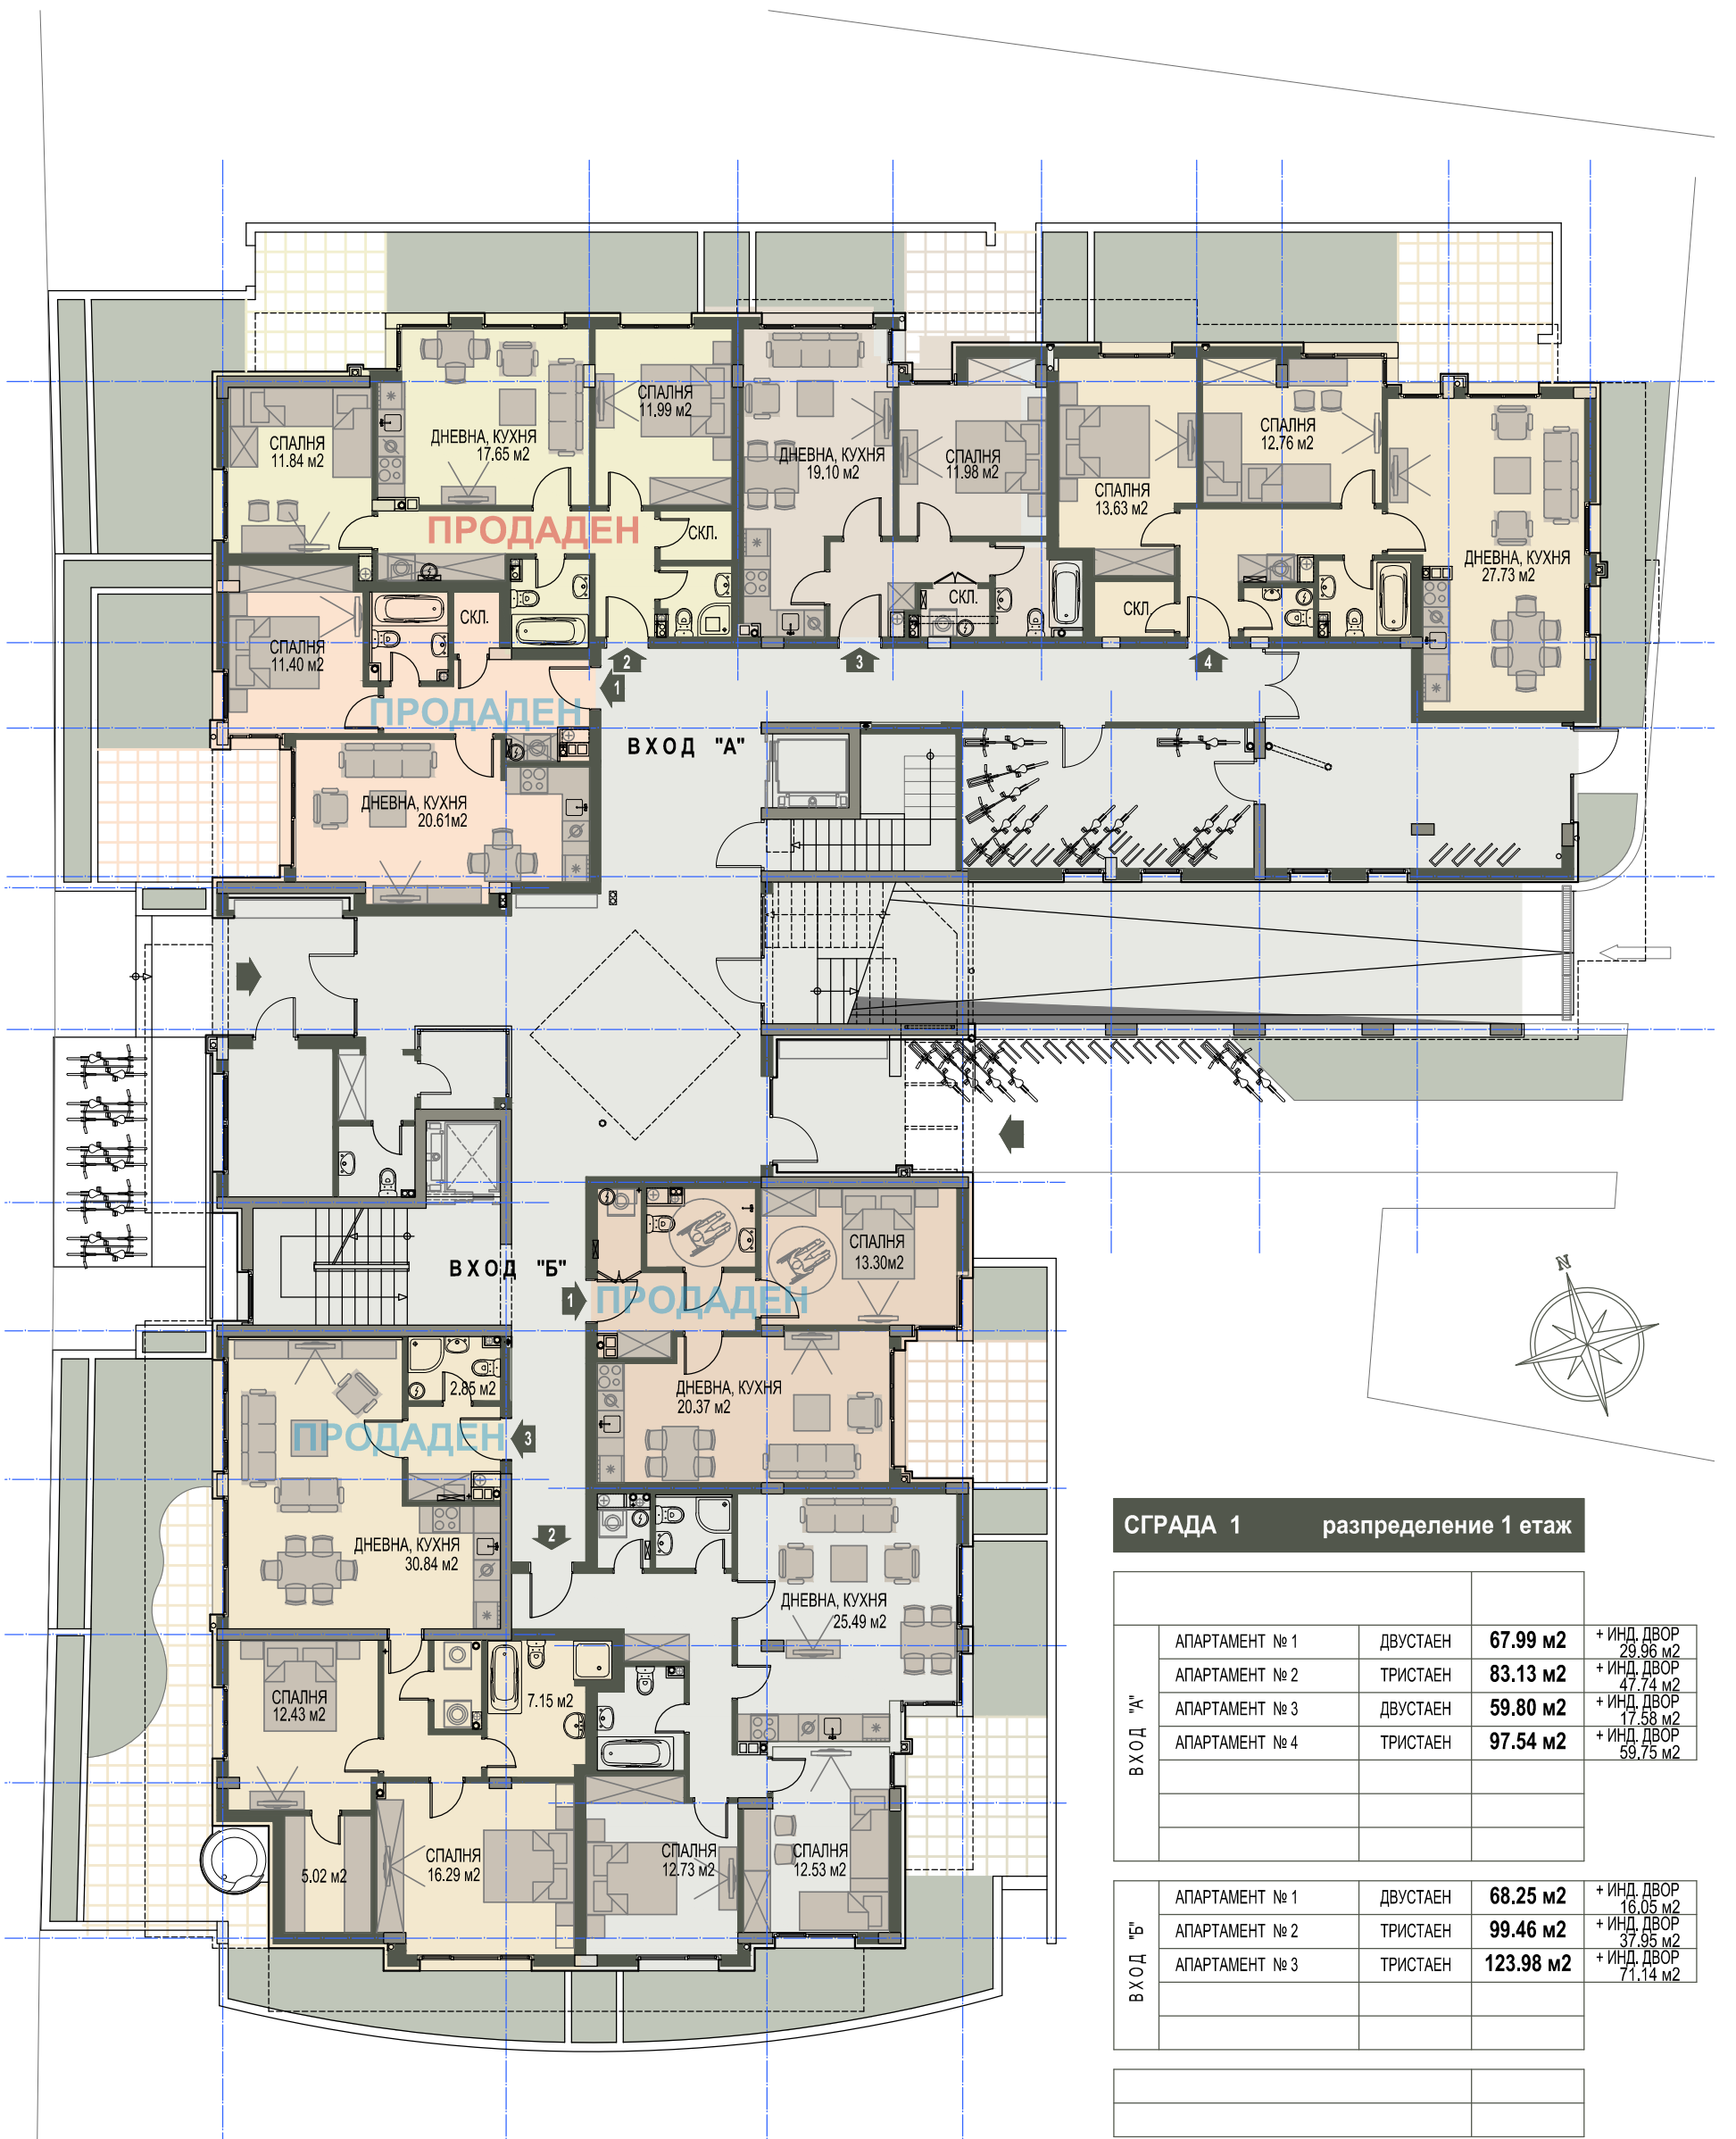 СПАЛНЯ
11.99 м2
ДНЕВНА, КУХНЯ
17.65 м2
СПАЛНЯ
11.84 м2
ДНЕВНА, КУХНЯ
19.10 м2
СПАЛНЯ
11.98 м2
СПАЛНЯ
13.63 м2
СПАЛНЯ
12.76 м2
ДНЕВНА, КУХНЯ
27.73 м2
ПРОДАДЕН
СКЛ.
СКЛ.
СКЛ.
СКЛ.
СПАЛНЯ
11.40 м2
2
3
4
1
ПРОДАДЕН
ВХОД "А"
ДНЕВНА, КУХНЯ
20.61м2
ВХОД "Б"
СПАЛНЯ
13.30м2
1
ПРОДАДЕН
N
2.85 м2
ДНЕВНА, КУХНЯ
20.37 м2
ПРОДАДЕН
3
2
ДНЕВНА, КУХНЯ
30.84 м2
ДНЕВНА, КУХНЯ
25.49 м2
СПАЛНЯ
12.43 м2
7.15 м2
5.02 м2
СПАЛНЯ
16.29 м2
СПАЛНЯ
12.73 м2
СПАЛНЯ
12.53 м2
СГРАДА 1 разпределение 1 етаж
ВХОД "А"
АПАРТАМЕНТ № 1 ДВУСТАЕН 67.99 м2 + ИНД. ДВОР
29.96 м2
АПАРТАМЕНТ № 2 ТРИСТАЕН 83.13 м2 + ИНД. ДВОР
47.74 м2
АПАРТАМЕНТ № 3 ДВУСТАЕН 59.80 м2 + ИНД. ДВОР
17.58 м2
АПАРТАМЕНТ № 4 ТРИСТАЕН 97.54 м2 + ИНД. ДВОР
59.75 м2
ВХОД "Б"
АПАРТАМЕНТ № 1 ДВУСТАЕН 68.25 м2 + ИНД. ДВОР
16.05 м2
АПАРТАМЕНТ № 2 ТРИСТАЕН 99.46 м2 + ИНД. ДВОР
37.95 м2
АПАРТАМЕНТ № 3 ТРИСТАЕН 123.98 м2 + ИНД. ДВОР
71.14 м2